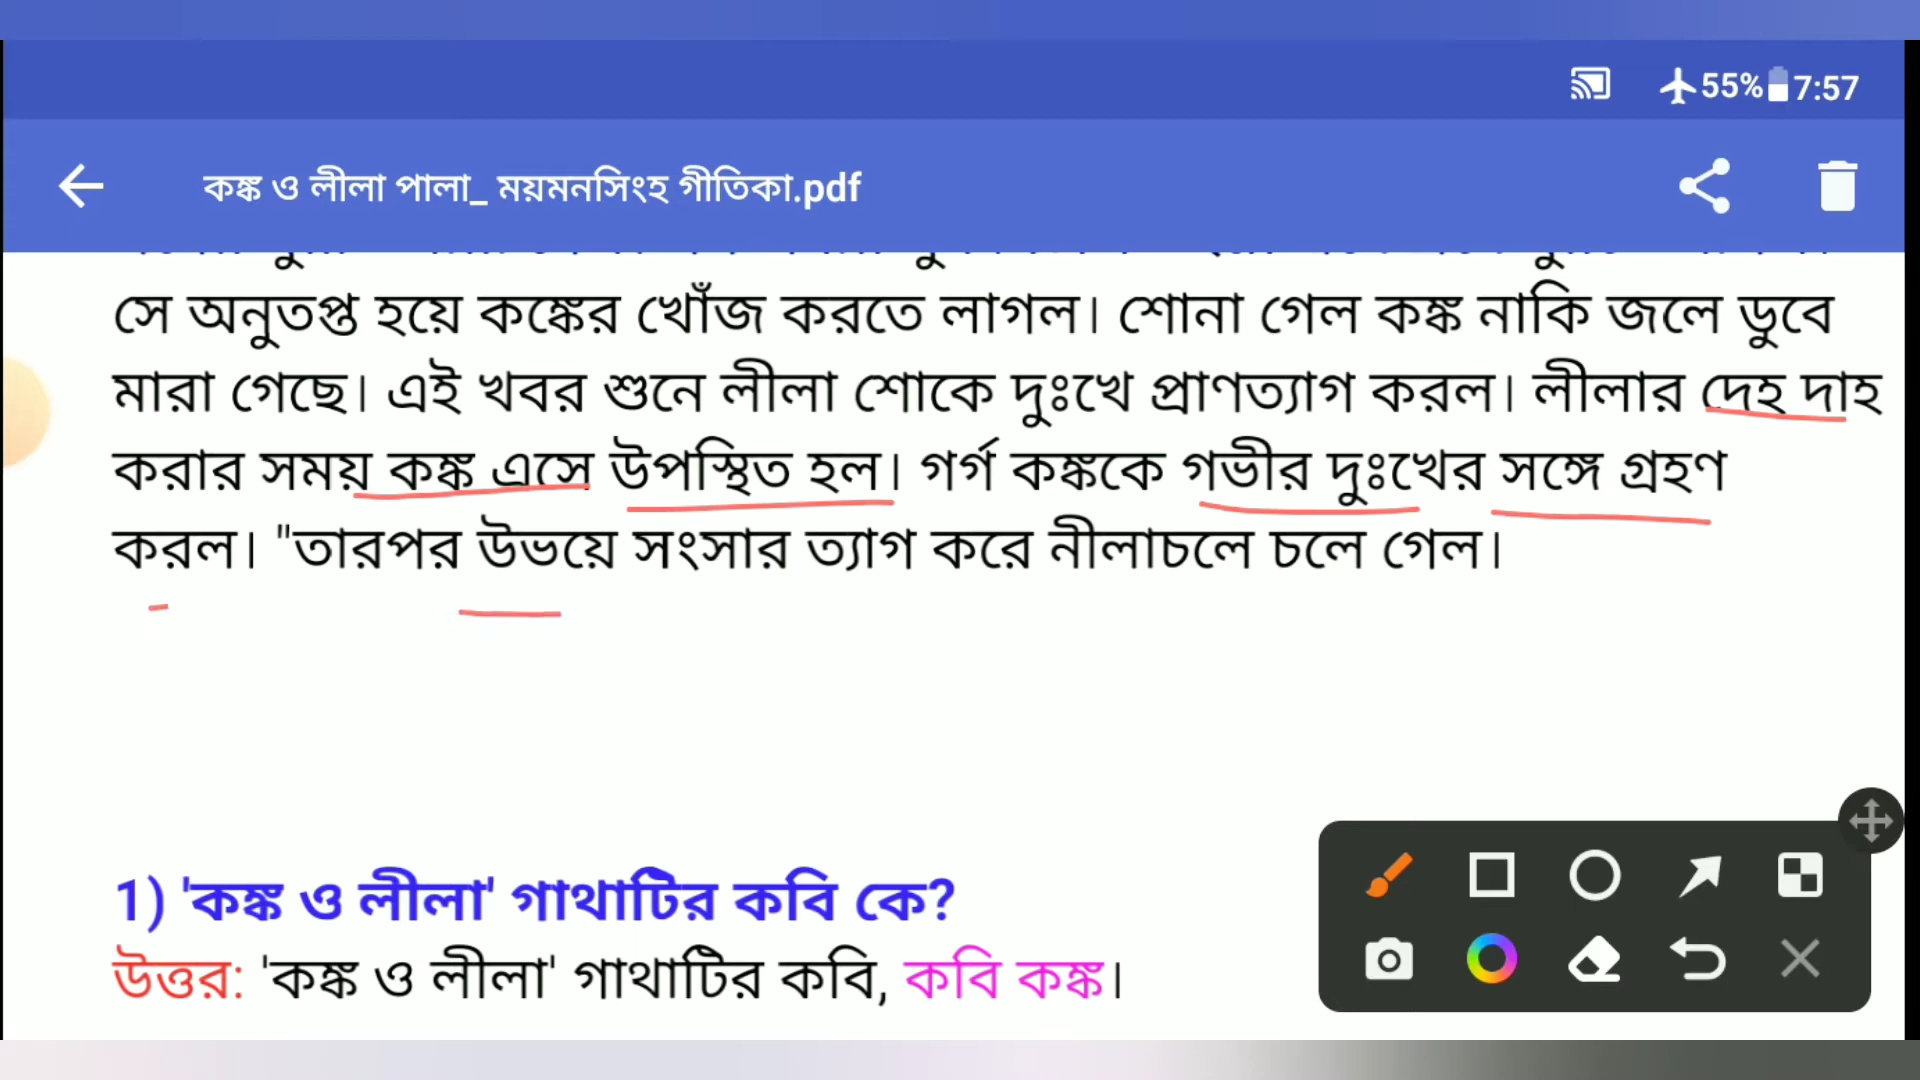 55% 7:57
কঙ্ক ও লীলা পালা_ ময়মনসিংহ গীতিকা.pdf
সে অনুতপ্ত হয়ে কঙ্কের খোঁজ করতে লাগল। শোনা গেল কঙ্ক নাকি জলে ডুবে
মারা গেছে। এই খবর শুনে লীলা শোকে দুঃখে প্রাণত্যাগ করল। লীলার দেহ দাহ
করার সময় কঙ্ক এসে উপস্থিত হল। গর্গ কঙ্ককে গভীর দুঃখের সঙ্গে গ্রহণ
করল। "তারপর উভয়ে সংসার ত্যাগ করে নীলাচলে চলে গেল।
1) 'কঙ্ক ও লীলা' গাথাটির কবি কে?
উত্তর: 'কঙ্ক ও লীলা' গাথাটির কবি, কবি কঙ্ক।